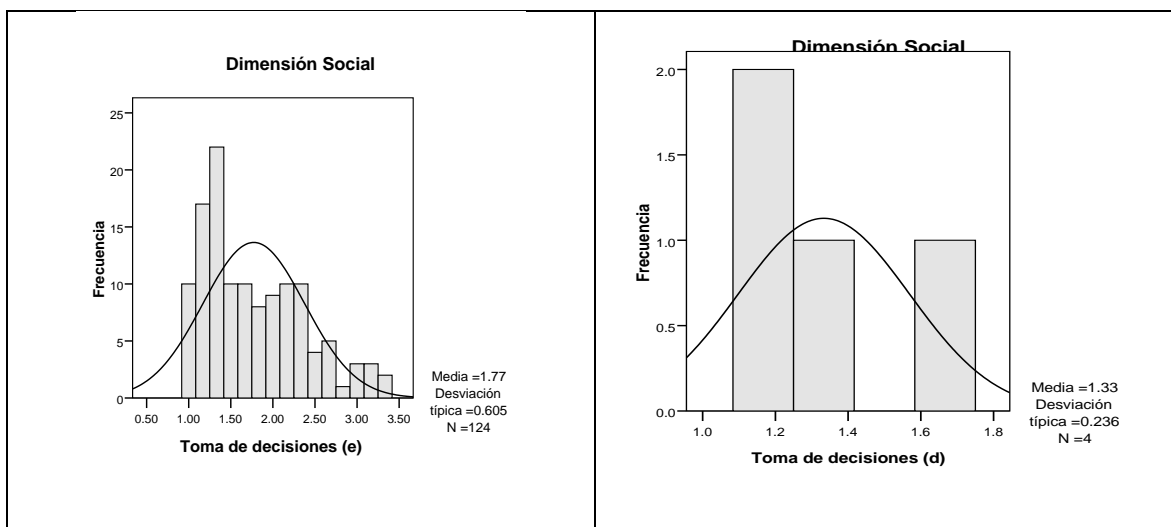 Dimensión Social
Frecuencia
25
20
15
10
5
0
0.50 1.00 1.50 2.00 2.50 3.00 3.50
Toma de decisiones (e)
Media =1.77
Desviación
típica =0.605
N =124
Dimensión Social
Frecuencia
2.0
1.5
1.0
0.5
0.0
1.0 1.2 1.4 1.6 1.8
Toma de decisiones (d)
Media =1.33
Desviación
típica =0.236
N =4